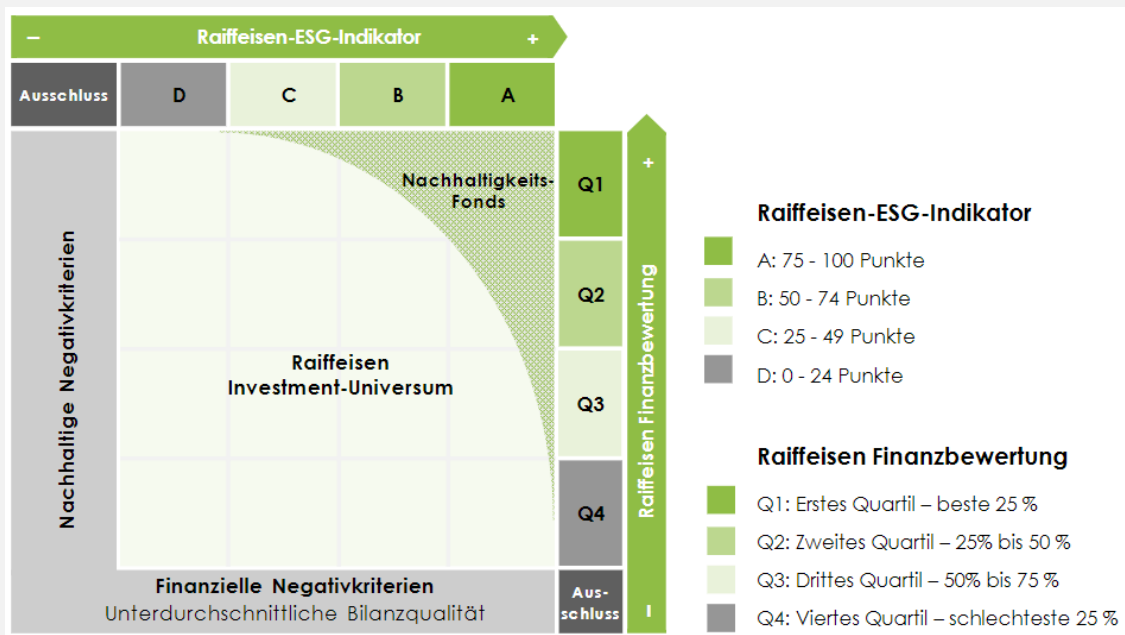 –
Raiffeisen-ESG-Indikator
+
Ausschluss
D
C
B
A
Nachhaltige Negativkriterien
Nachhaltigkeits-
Fonds
Raiffeisen
Investment-Universum
Q1
Q2
Q3
Q4
+
Raiffeisen Finanzbewertung
–
Finanzielle Negativkriterien
Unterdurchschnittliche Bilanzqualität
Aus-
schluss
Raiffeisen-ESG-Indikator
A: 75 - 100 Punkte
B: 50 - 74 Punkte
C: 25 - 49 Punkte
D: 0 - 24 Punkte
Raiffeisen Finanzbewertung
Q1: Erstes Quartil – beste 25 %
Q2: Zweites Quartil – 25% bis 50 %
Q3: Drittes Quartil – 50% bis 75 %
Q4: Viertes Quartil – schlechteste 25 %